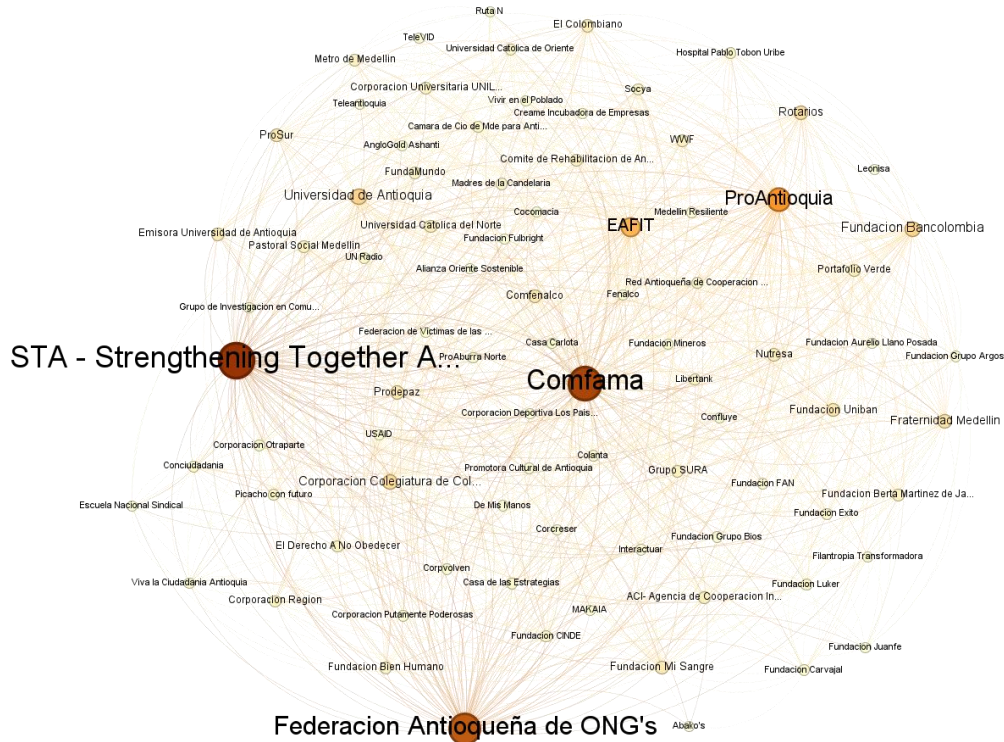 Ruta N
El Colombiano
TeleVID
Universidad Catolica de Oriente
Hospital Pablo Tobon Uribe
Metro de Medellin
Corporacion Universitaria UNIL...
Socya
Vivir en el Poblado
Teleantioquia
Creame Incubadora de Empresas
Rotarios
Camara de Cio de Mde para Anti...
ProSur
WWF
AngloGold Ashanti
Comite de Rehabilitacion de An...
Leonisa
FundaMundo
Madres de la Candelaria
Universidad de Antioquia
ProAntioquia
Cocomacia
Medellin Resiliente
Universidad Catolica del Norte
EAFIT
Fundacion Bancolombia
Emisora Universidad de Antioquia
Fundacion Fulbright
Pastoral Social Medellin
UN Radio
Alianza Oriente Sostenible
Portafolio Verde
Red Antioqueña de Cooperacion ...
Comfenalco
Fenalco
Grupo de Investigacion en Comu...
Federacion de Victimas de las ...
Casa Carlota
Fundacion Mineros
Fundacion Aurelio Llano Posada
STA - Strengthening Together A...
ProAburra Norte
Nutresa
Fundacion Grupo Argos
Comfama
Libertank
Prodepaz
Corporacion Deportiva Los Pais...
Confluye
Fundacion Uniban
Fraternidad Medellin
USAID
Corporacion Otraparte
Colanta
Conciudadania
Promotora Cultural de Antioquia
Grupo SURA
Corporacion Colegiatura de Col...
Fundacion FAN
Picacho con futuro
Fundacion Berta Martinez de Ja...
Escuela Nacional Sindical
De Mis Manos
Fundacion Exito
Corcreser
Fundacion Grupo Bios
El Derecho A No Obedecer
Interactuar
Filantropia Transformadora
Corpvolven
Viva la Ciudadania Antioquia
Casa de las Estrategias
Fundacion Luker
Corporacion Region
ACI- Agencia de Cooperacion In...
Corporacion Putamente Poderosas
MAKAIA
Fundacion CINDE
Fundacion Juanfe
Fundacion Bien Humano
Fundacion Mi Sangre
Fundacion Carvajal
Federacion Antioqueña de ONG's
Abako's